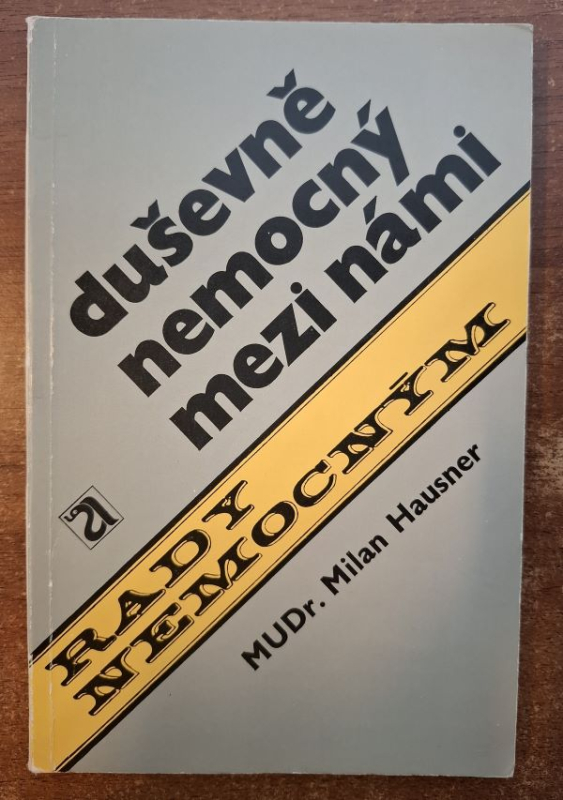 duševně
nemocný
mezi námi
RADY
NEMOCNÝM
MUDr. Milan Hausner